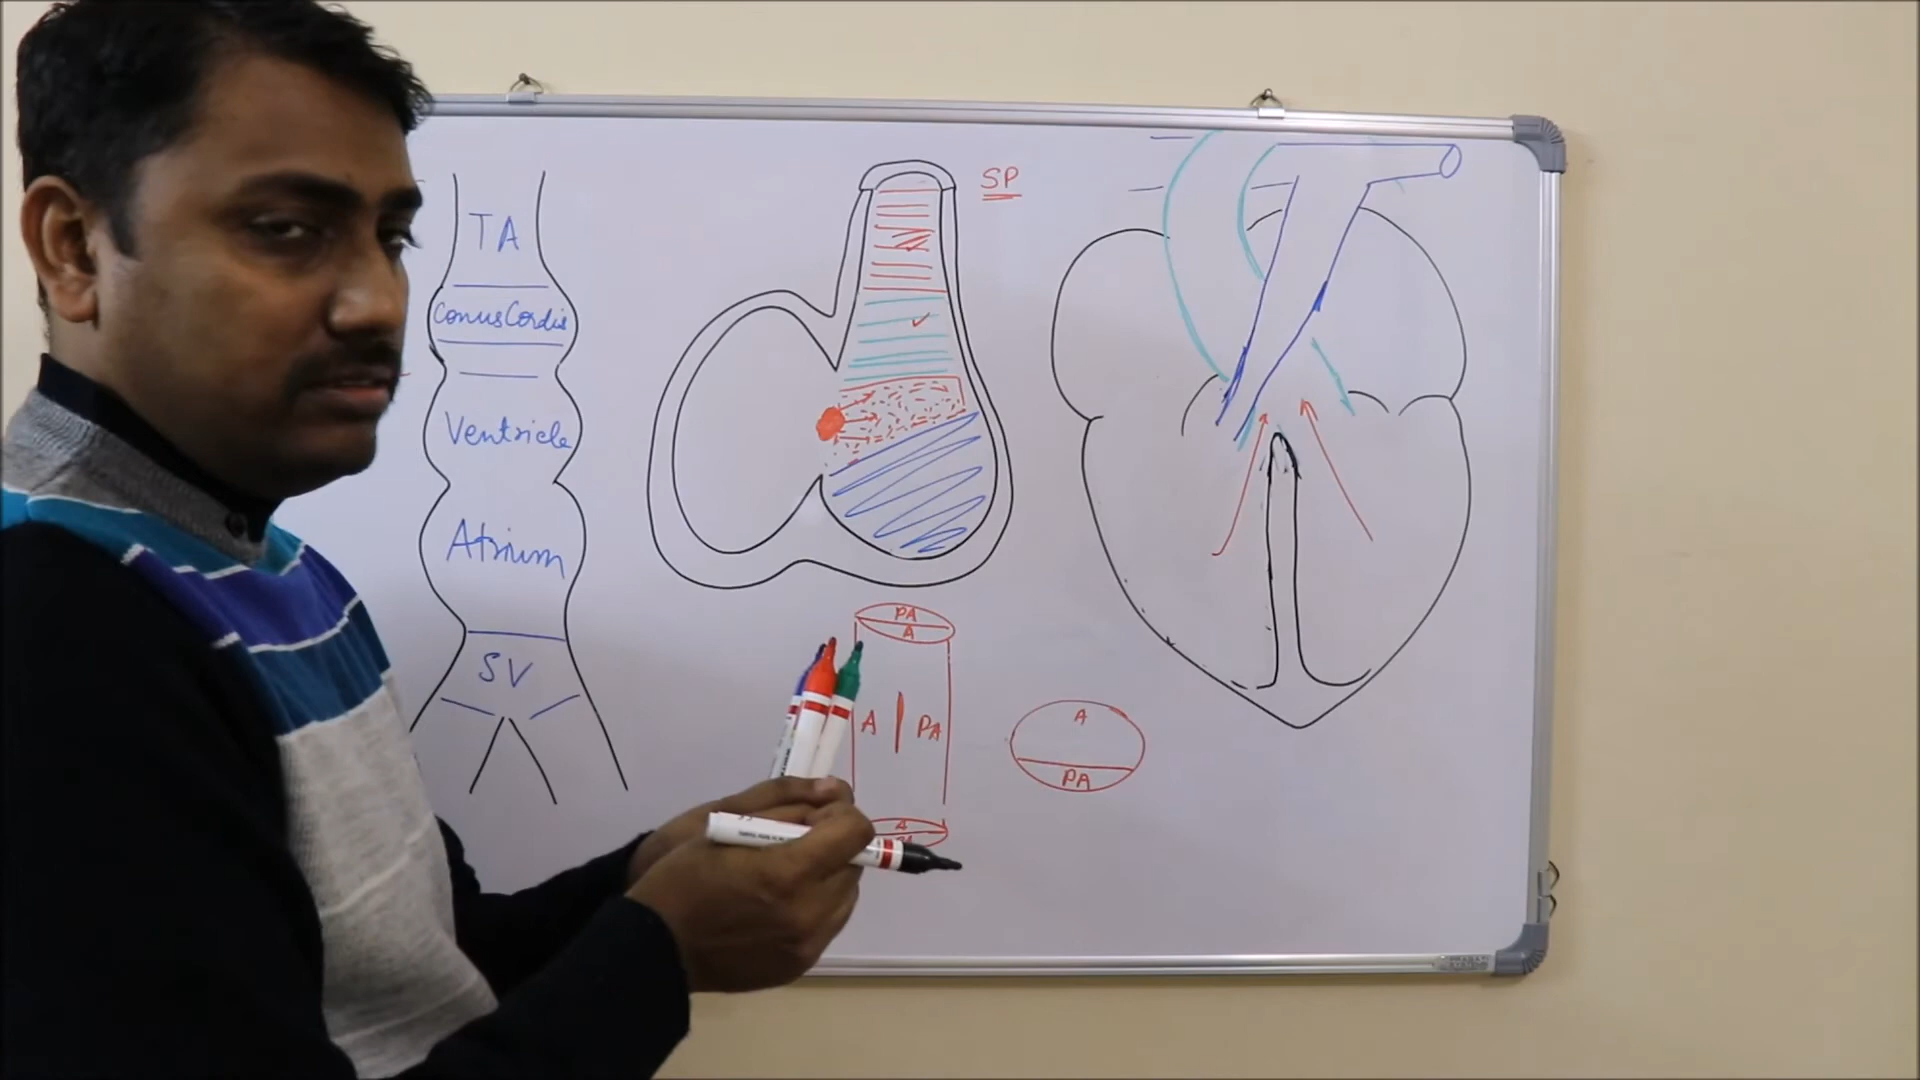 TA
Conus Cordis
Ventricle
Atrium
SV
SP
PA
A
A
PA
A
A
PA